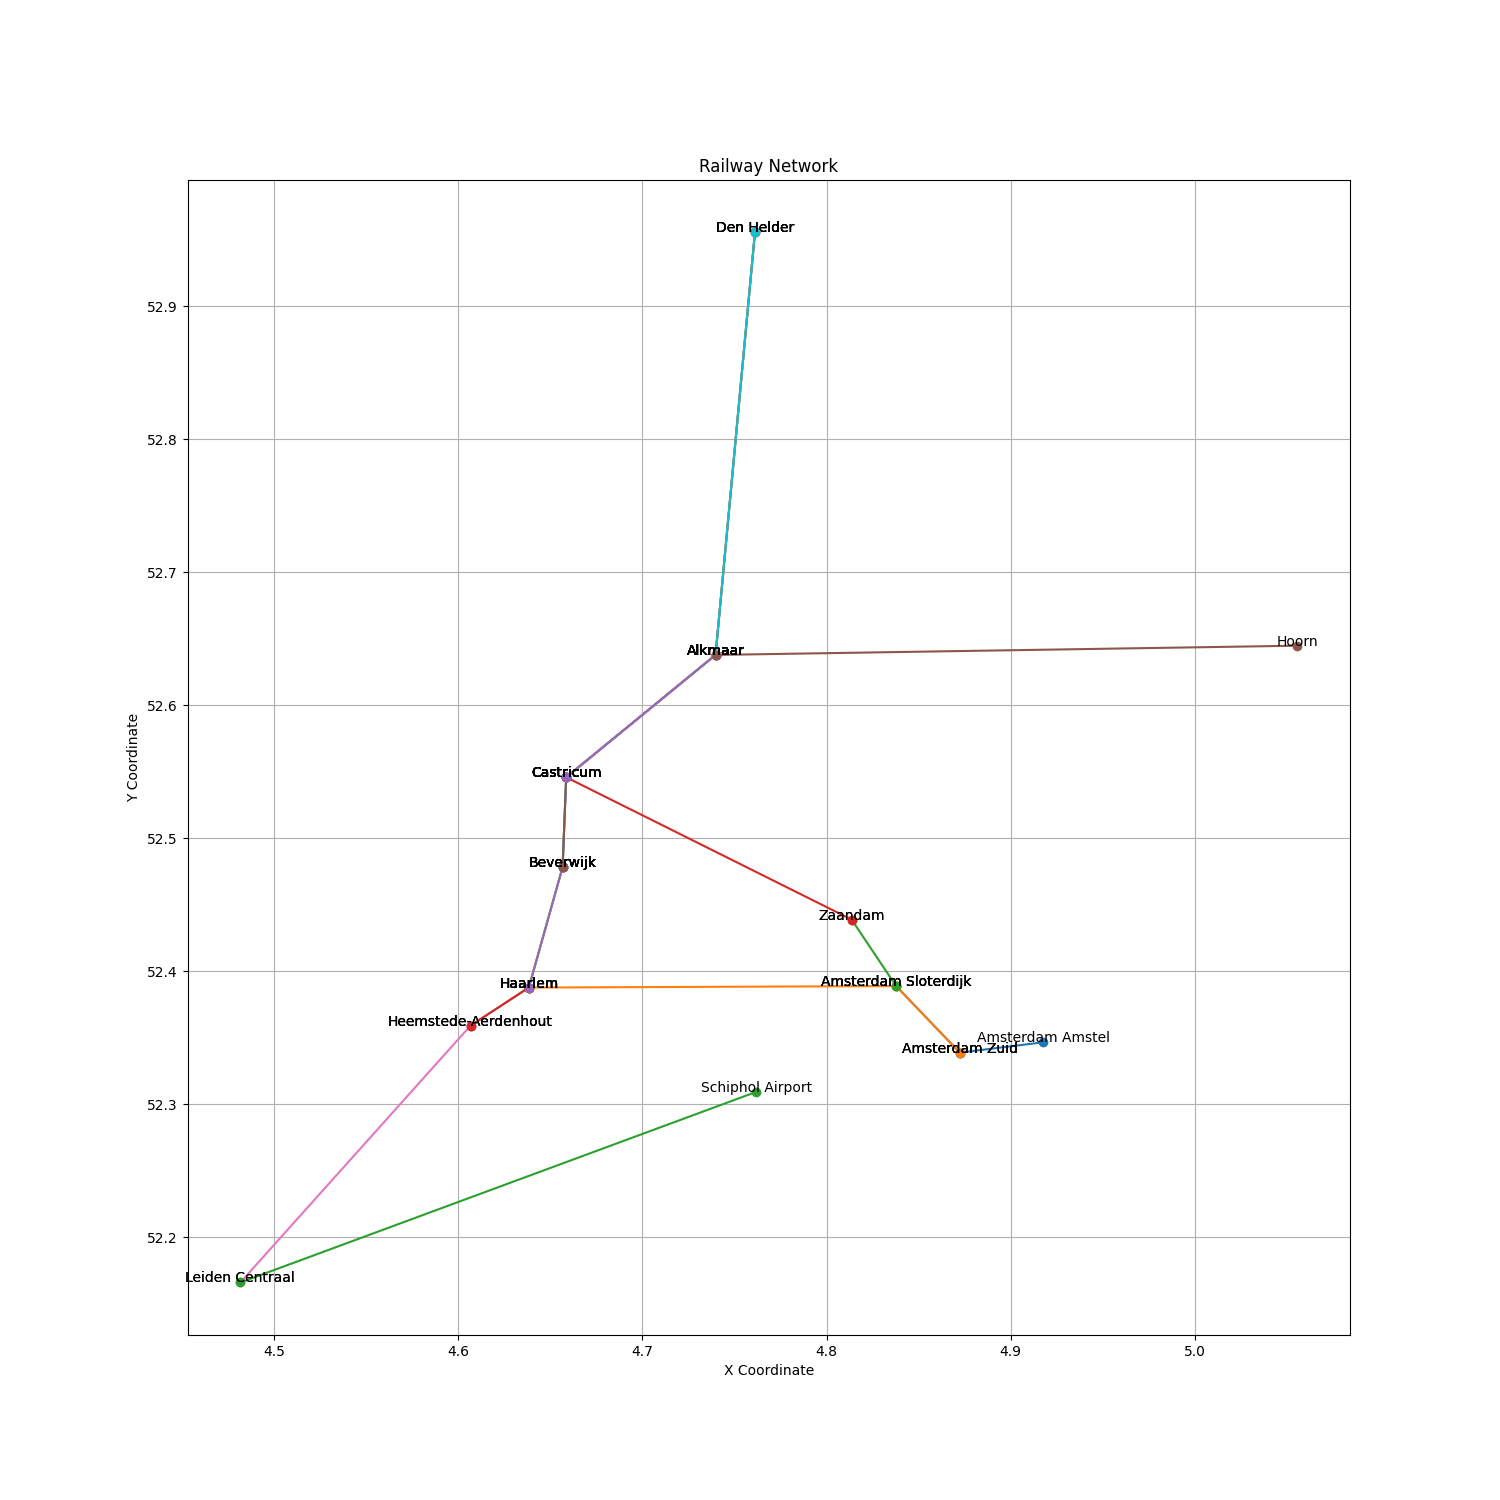 Railway Network
Den Helder
52.9
52.8
52.7
Hoorn
Alkmaar
52.6
Y Coordinate
Castricum
52.5
Beverwijk
Zaandam
52.4
Haarlem
Amsterdam Sloterdijk
Heemstede-Aerdenhout
Amsterdam Amstel
Amsterdam Zuid
52.3
Schiphol Airport
52.2
Leiden Centraal
4.5 4.6 4.7 4.8 4.9 5.0
X Coordinate